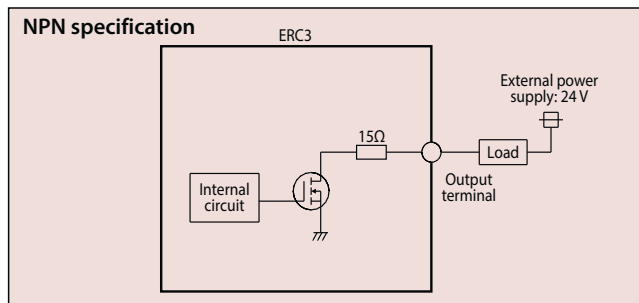 NPN specification
ERC3
External power
supply: 24 V
15Ω
Load
Output
terminal
Internal
circuit